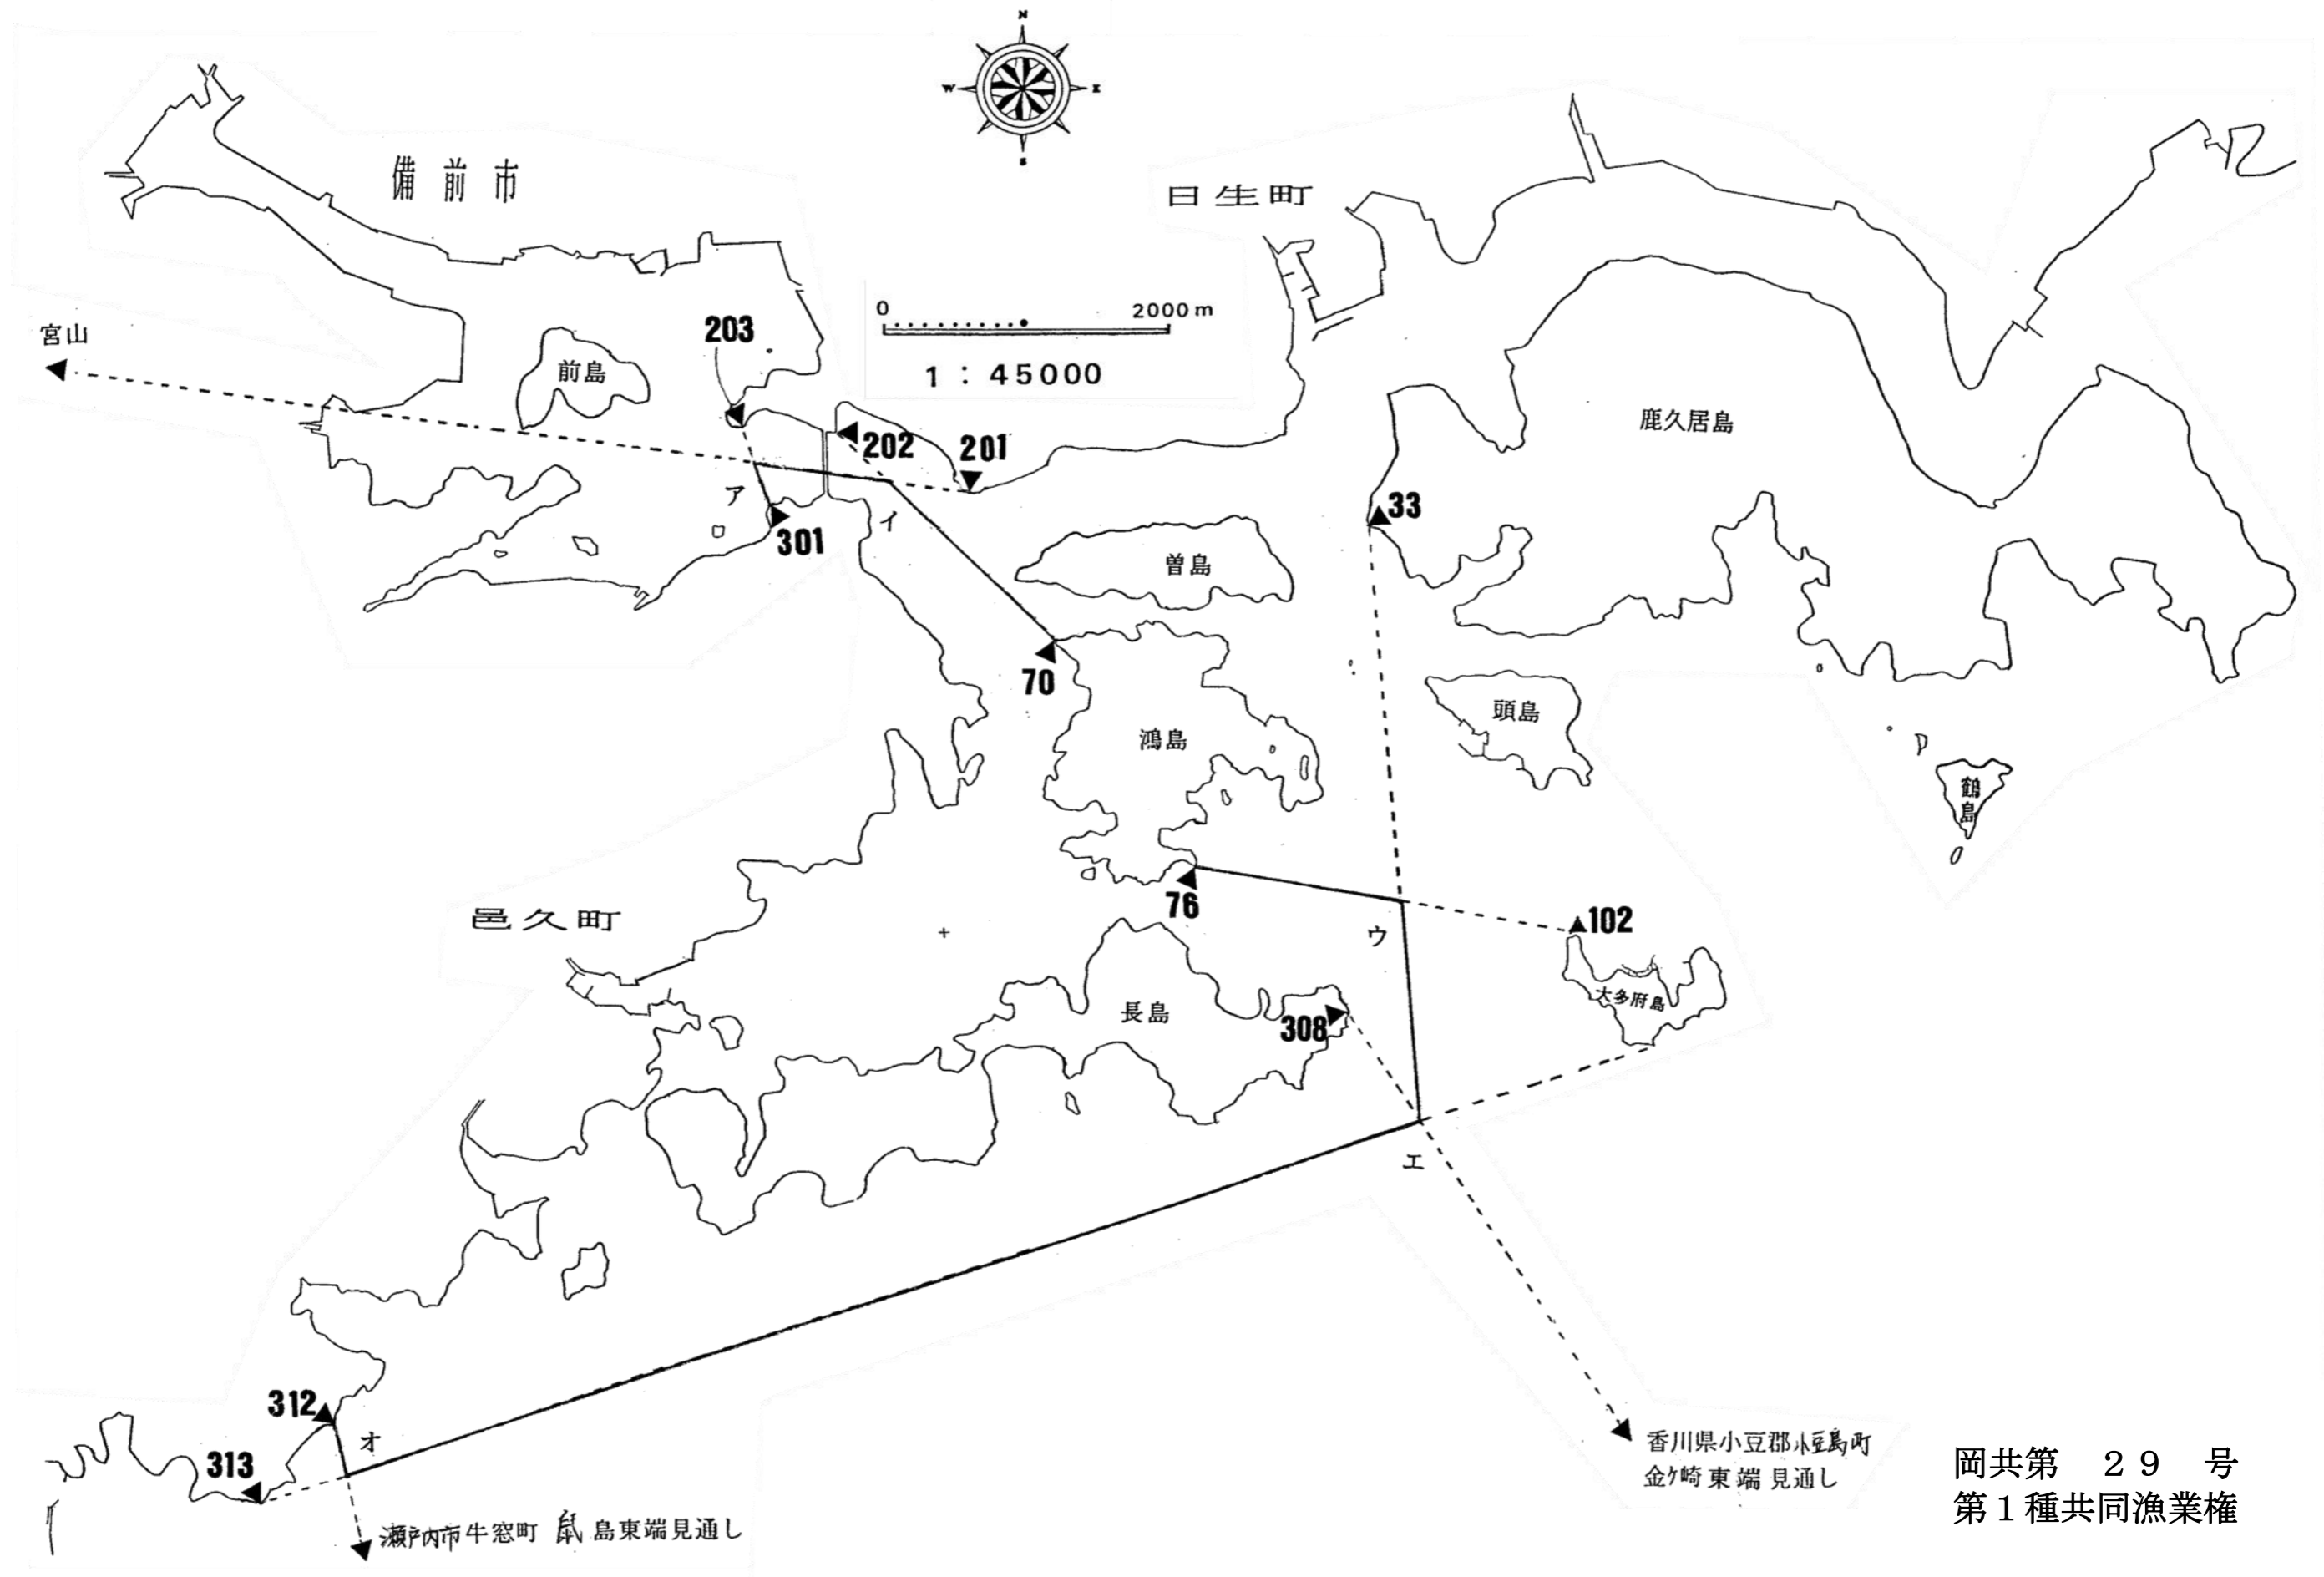 N
W E
S
備前市
日生町
0 2000m
1：45000
宮山
203
前島
202
201
鹿久居島
33
ア
イ
301
曽島
70
頭島
鴻島
鶴島
76
102
邑久町
ウ
大多府島
長島
308
エ
312
オ
313
香川県小豆郡小豆島町
金ケ崎東端見通し
瀬戸内市牛窓町 鼠島東端見通し
岡共第 29 号
第1種共同漁業権